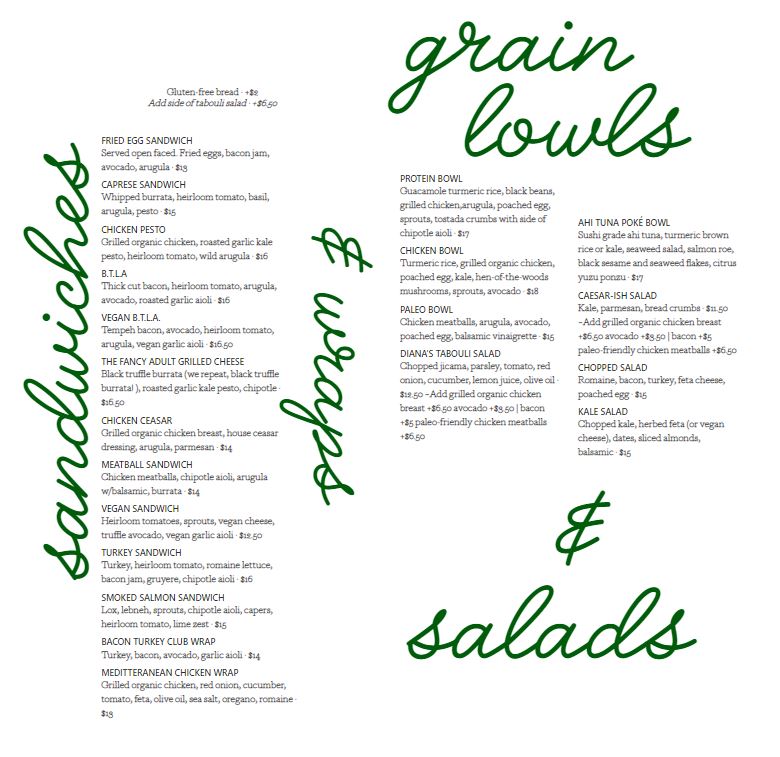 Gluten-free bread · +$2
Add side of tabouli salad · +$6.50
sandwiches
& wraps
FRIED EGG SANDWICH
Served open faced. Fried eggs, bacon jam,
avocado, arugula · $13
CAPRESE SANDWICH
Whipped burrata, heirloom tomato, basil,
arugula, pesto · $15
CHICKEN PESTO
Grilled organic chicken, roasted garlic kale
pesto, heirloom tomato, wild arugula · $16
B.T.L.A
Thick cut bacon, heirloom tomato, arugula,
avocado, roasted garlic aioli · $16
VEGAN B.T.L.A.
Tempeh bacon, avocado, heirloom tomato,
arugula, vegan garlic aioli · $16.50
THE FANCY ADULT GRILLED CHEESE
Black truffle burrata (we repeat, black truffle
burrata! ), roasted garlic kale pesto, chipotle ·
$16.50
CHICKEN CEASAR
Grilled organic chicken breast, house ceasar
dressing, arugula, parmesan · $14
MEATBALL SANDWICH
Chicken meatballs, chipotle aioli, arugula
w/balsamic, burrata · $14
VEGAN SANDWICH
Heirloom tomatoes, sprouts, vegan cheese,
truffle avocado, vegan garlic aioli · $12.50
TURKEY SANDWICH
Turkey, heirloom tomato, romaine lettuce,
bacon jam, gruyere, chipotle aioli · $16
SMOKED SALMON SANDWICH
Lox, lebneh, sprouts, chipotle aioli, capers,
heirloom tomato, lime zest · $15
BACON TURKEY CLUB WRAP
Turkey, bacon, avocado, garlic aioli · $14
MEDITTERANEAN CHICKEN WRAP
Grilled organic chicken, red onion, cucumber,
tomato, feta, olive oil, sea salt, oregano, romaine ·
$13
grain
bowls
PROTEIN BOWL
Guacamole turmeric rice, black beans,
grilled chicken,arugula, poached egg,
sprouts, tostada crumbs with side of
chipotle aioli · $17
CHICKEN BOWL
Turmeric rice, grilled organic chicken,
poached egg, kale, hen-of-the-woods
mushrooms, sprouts, avocado · $18
PALEO BOWL
Chicken meatballs, arugula, avocado,
poached egg, balsamic vinaigrette · $15
DIANA'S TABOULI SALAD
Chopped jicama, parsley, tomato, red
onion, cucumber, lemon juice, olive oil ·
$12.50 ~Add grilled organic chicken
breast +$6.50 avocado +$3.50 | bacon
+$5 paleo-friendly chicken meatballs
+$6.50
AHI TUNA POKÉ BOWL
Sushi grade ahi tuna, turmeric brown
rice or kale, seaweed salad, salmon roe,
black sesame and seaweed flakes, citrus
yuzu ponzu · $17
CAESAR-ISH SALAD
Kale, parmesan, bread crumbs · $11.50
~Add grilled organic chicken breast
+$6.50 avocado +$3.50 | bacon +$5
paleo-friendly chicken meatballs +$6.50
CHOPPED SALAD
Romaine, bacon, turkey, feta cheese,
poached egg · $15
KALE SALAD
Chopped kale, herbed feta (or vegan
cheese), dates, sliced almonds,
balsamic · $15
&
salads